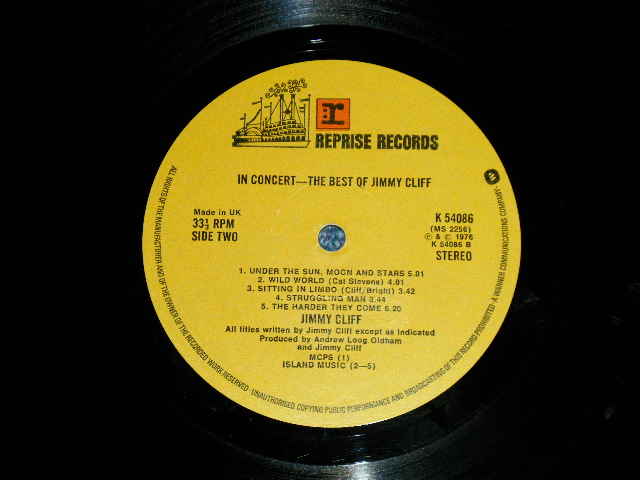 r
REPRISE RECORDS
IN CONCERT—THE BEST OF JIMMY CLIFF
Made in UK
33⅓ RPM
SIDE TWO
K 54086
(MS 2256)
℗ & © 1976
K 54086 B
STEREO
1. UNDER THE SUN, MOON AND STARS 5.01
2. WILD WORLD (Cat Stevens) 4.01
3. SITTING IN LIMBO (Cliff/Bright) 3.42
4. STRUGGLING MAN 3.44
5. THE HARDER THEY COME 6.20
JIMMY CLIFF
All titles written by Jimmy Cliff except as indicated
Produced by Andrew Loog Oldham
and Jimmy Cliff
MCPS (1)
ISLAND MUSIC (2—5)
ALL RIGHTS OF THE MANUFACTURER AND OF THE OWNER OF THE RECORDED WORK RESERVED · UNAUTHORISED COPYING PUBLIC PERFORMANCE AND BROADCASTING OF THIS RECORD PROHIBITED · A WARNER COMMUNICATIONS COMPANY ·